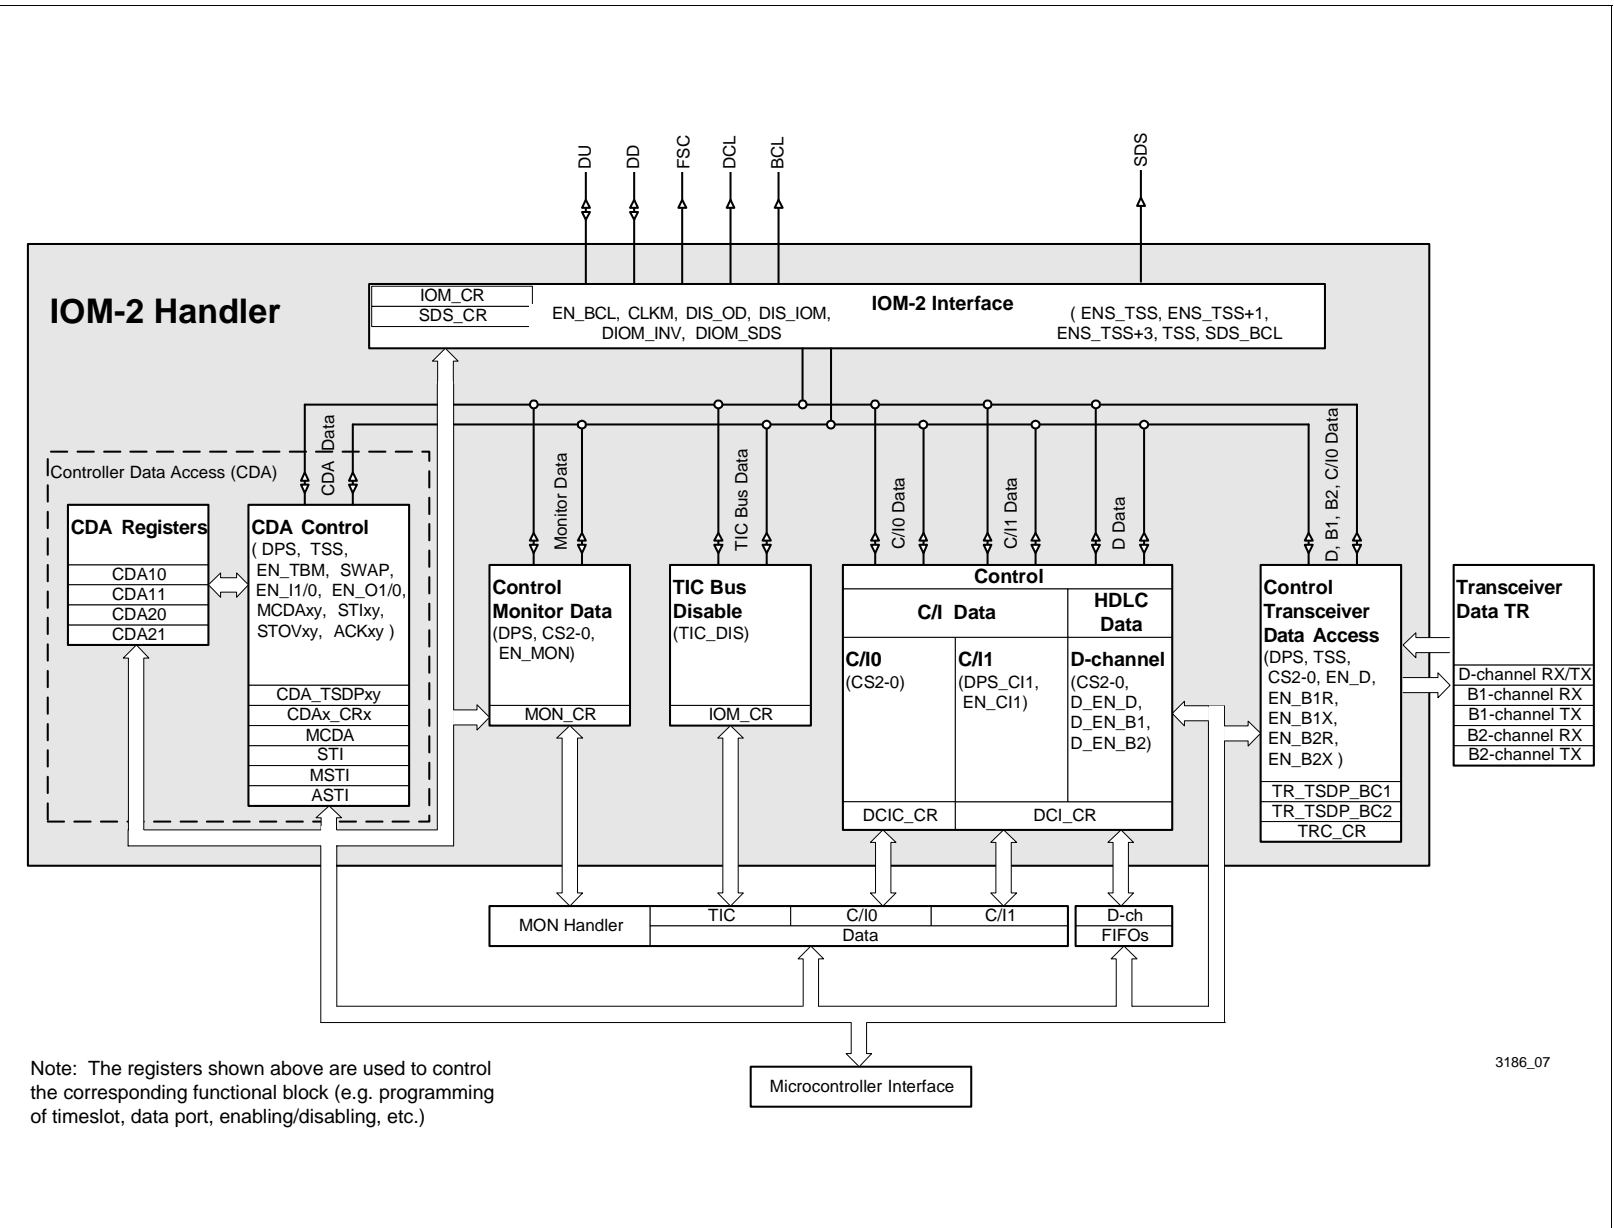 DU
DD
FSC
DCL
BCL
SDS
IOM-2 Handler
IOM_CR
SDS_CR
IOM-2 Interface
EN_BCL, CLKM, DIS_OD, DIS_IOM,
DIOM_INV, DIOM_SDS
( ENS_TSS, ENS_TSS+1,
ENS_TSS+3, TSS, SDS_BCL
CDA Data
Monitor Data
TIC Bus Data
C/I0 Data
C/I1 Data
D Data
D, B1, B2, C/I0 Data
Controller Data Access (CDA)
CDA Registers
CDA10
CDA11
CDA20
CDA21
CDA Control
( DPS, TSS,
EN_TBM, SWAP,
EN_I1/0, EN_O1/0,
MCDAxy, STIxy,
STOVxy, ACKxy )
CDA_TSDPxy
CDAx_CRx
MCDA
STI
MSTI
ASTI
Control
Monitor Data
(DPS, CS2-0,
EN_MON)
MON_CR
TIC Bus
Disable
(TIC_DIS)
IOM_CR
Control
C/I Data
HDLC
Data
C/I0
(CS2-0)
C/I1
(DPS_CI1,
EN_CI1)
D-channel
(CS2-0,
D_EN_D,
D_EN_B1,
D_EN_B2)
DCIC_CR
DCI_CR
Control
Transceiver
Data Access
(DPS, TSS,
CS2-0, EN_D,
EN_B1R,
EN_B1X,
EN_B2R,
EN_B2X )
TR_TSDP_BC1
TR_TSDP_BC2
TRC_CR
Transceiver
Data TR
D-channel RX/TX
B1-channel RX
B1-channel TX
B2-channel RX
B2-channel TX
MON Handler
TIC
C/I0
C/I1
Data
D-ch
FIFOs
Microcontroller Interface
Note: The registers shown above are used to control
the corresponding functional block (e.g. programming
of timeslot, data port, enabling/disabling, etc.)
3186_07